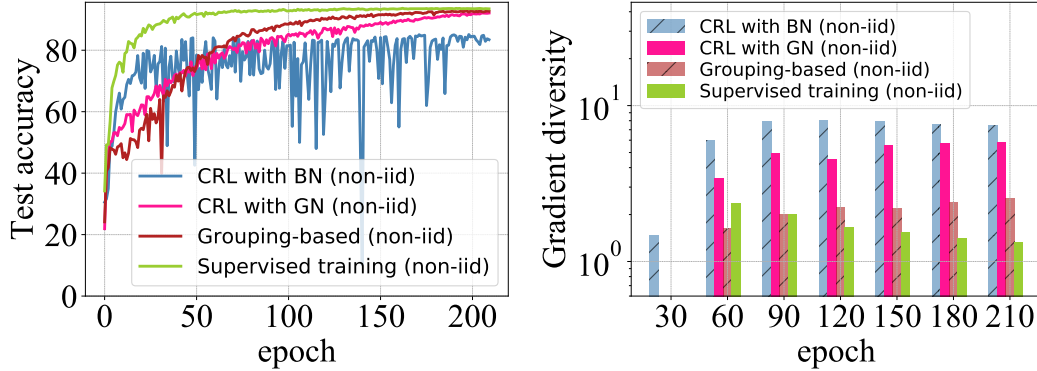 Test accuracy
80
60
40
20
0
CRL with BN (non-iid)
CRL with GN (non-iid)
Grouping-based (non-iid)
Supervised training (non-iid)
0 50 100 150 200
epoch
Gradient diversity
10^1
10^0
CRL with BN (non-iid)
CRL with GN (non-iid)
Grouping-based (non-iid)
Supervised training (non-iid)
30 60 90 120 150 180 210
epoch